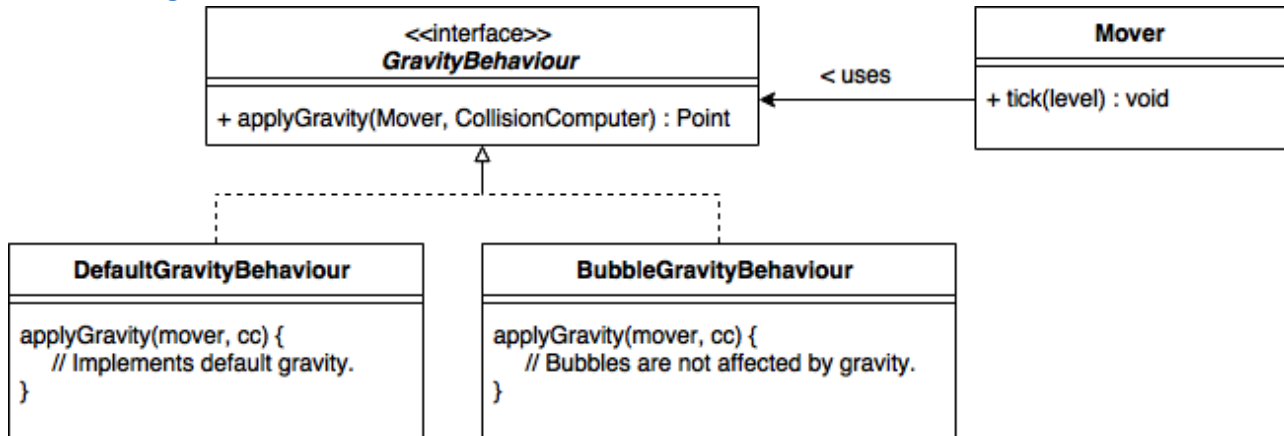 <<interface>>
GravityBehaviour
+ applyGravity(Mover, CollisionComputer) : Point
< uses
Mover
+ tick(level) : void
DefaultGravityBehaviour
applyGravity(mover, cc) {
// Implements default gravity.
}
BubbleGravityBehaviour
applyGravity(mover, cc) {
// Bubbles are not affected by gravity.
}